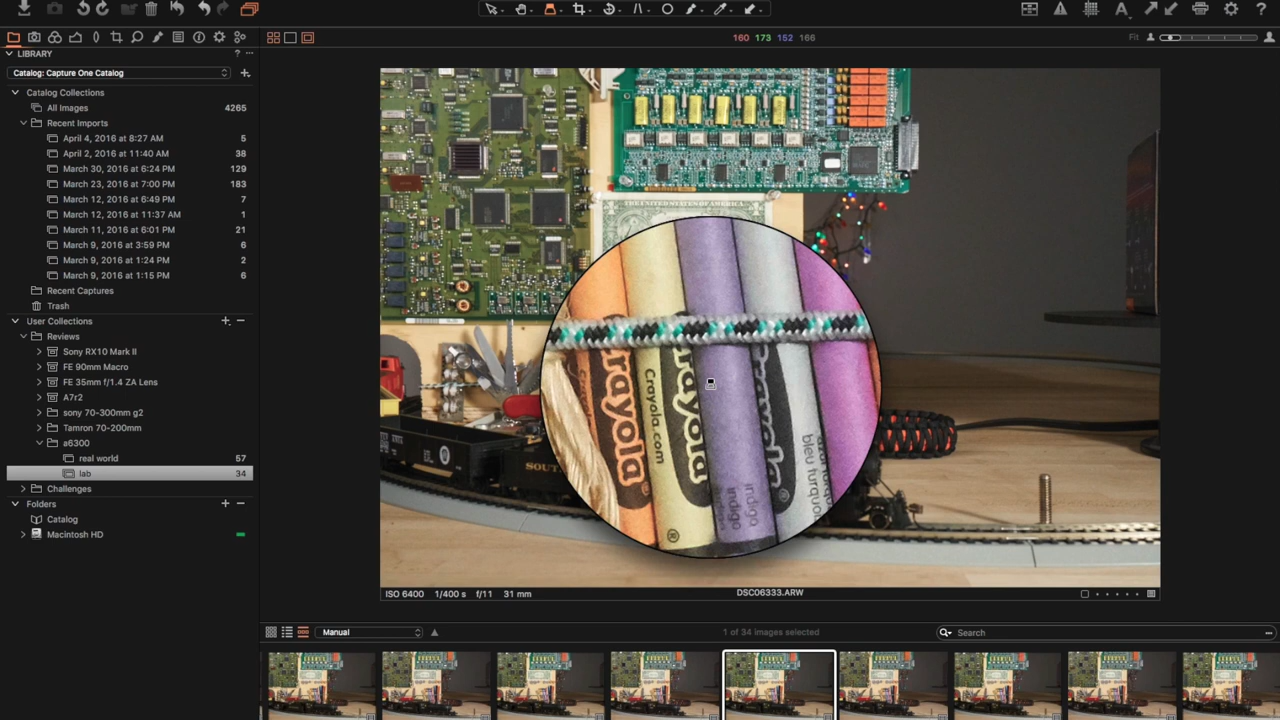 160 173 152 166
Fit
LIBRARY
? ...
Catalog: Capture One Catalog
Catalog Collections
All Images 4265
Recent Imports
April 4, 2016 at 8:27 AM 5
April 2, 2016 at 11:40 AM 38
March 30, 2016 at 6:24 PM 129
March 23, 2016 at 7:00 PM 183
March 12, 2016 at 6:49 PM 7
March 12, 2016 at 11:37 AM 1
March 11, 2016 at 6:01 PM 21
March 9, 2016 at 3:59 PM 6
March 9, 2016 at 1:24 PM 2
March 9, 2016 at 1:15 PM 6
Recent Captures
Trash
User Collections
Reviews
Sony RX10 Mark II
FE 90mm Macro
FE 35mm f/1.4 ZA Lens
A7r2
sony 70-300mm g2
Tamron 70-200mm
a6300
real world 57
lab 34
Challenges
Folders
Catalog
Macintosh HD
THE UNITED STATES OF AMERICA
Crayola.com
Crayola
indigo
bleu turquoi
SOUT
ISO 6400 1/400 s f/11 31 mm
DSC06333.ARW
Manual
1 of 34 images selected
Search